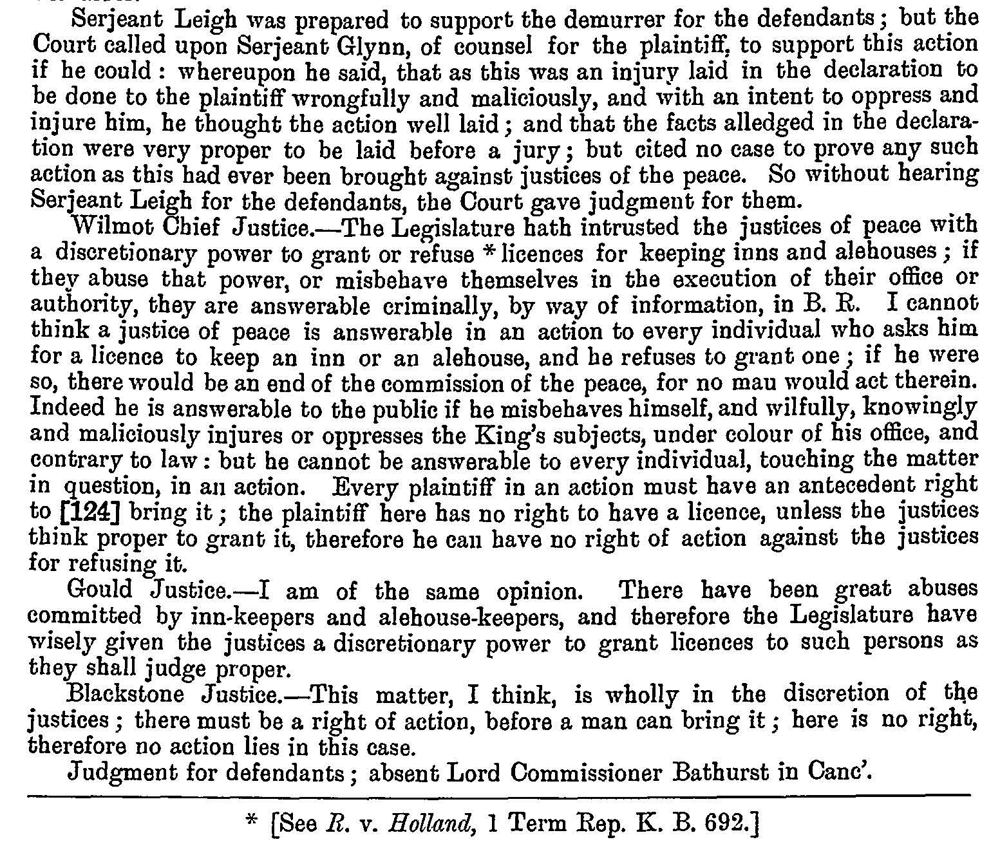 Serjeant Leigh was prepared to support the demurrer for the defendants; but the
Court called upon Serjeant Glynn, of counsel for the plaintiff, to support this action
if he could: whereupon he said, that as this was an injury laid in the declaration to
be done to the plaintiff wrongfully and maliciously, and with an intent to oppress and
injure him, he thought the action well laid; and that the facts alledged in the declara-
tion were very proper to be laid before a jury; but cited no case to prove any such
action as this had ever been brought against justices of the peace. So without hearing
Serjeant Leigh for the defendants, the Court gave judgment for them.
Wilmot Chief Justice.—The Legislature hath intrusted the justices of peace with
a discretionary power to grant or refuse * licences for keeping inns and alehouses; if
they abuse that power, or misbehave themselves in the execution of their office or
authority, they are answerable criminally, by way of information, in B. R. I cannot
think a justice of peace is answerable in an action to every individual who asks him
for a licence to keep an inn or an alehouse, and he refuses to grant one; if he were
so, there would be an end of the commission of the peace, for no mau would act therein.
Indeed he is answerable to the public if he misbehaves himself, and wilfully, knowingly
and maliciously injures or oppresses the King's subjects, under colour of his office, and
contrary to law: but he cannot be answerable to every individual, touching the matter
in question, in an action. Every plaintiff in an action must have an antecedent right
to [124] bring it; the plaintiff here has no right to have a licence, unless the justices
think proper to grant it, therefore he can have no right of action against the justices
for refusing it.
Gould Justice.—I am of the same opinion. There have been great abuses
committed by inn-keepers and alehouse-keepers, and therefore the Legislature have
wisely given the justices a discretionary power to grant licences to such persons as
they shall judge proper.
Blackstone Justice.—This matter, I think, is wholly in the discretion of the
justices; there must be a right of action, before a man can bring it; here is no right,
therefore no action lies in this case.
Judgment for defendants; absent Lord Commissioner Bathurst in Canc'.
* [See R. v. Holland, 1 Term Rep. K. B. 692.]